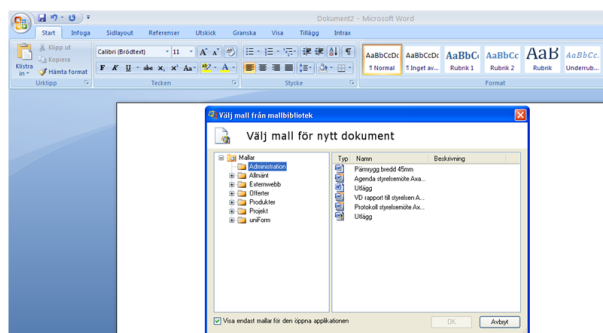 Dokument2 - Microsoft Word
Start Infoga Sidlayout Referenser Utskick Granska Visa Tillägg Intrax
Klistra in
Klipp ut
Kopiera
Hämta format
Urklipp
Calibri (Brödtext) 11
Tecken
Stycke
AaBbCcDc AaBbCcDc AaBbC AaBbCc AaB AaBbCc.
¶ Normal ¶ Inget av... Rubrik 1 Rubrik 2 Rubrik Underrub...
Format
Välj mall från mallbibliotek
Välj mall för nytt dokument
Mallar
Administration
Allmänt
Externwebb
Offerter
Produkter
Projekt
uniForm
Typ Namn Beskrivning
Pärmrygg bredd 45mm
Agenda styrelsemöte Axa...
Utlägg
VD rapport till styrelsen A...
Protokoll styrelsemöte Ax...
Utlägg
Visa endast mallar för den öppna applikationen
OK Avbryt